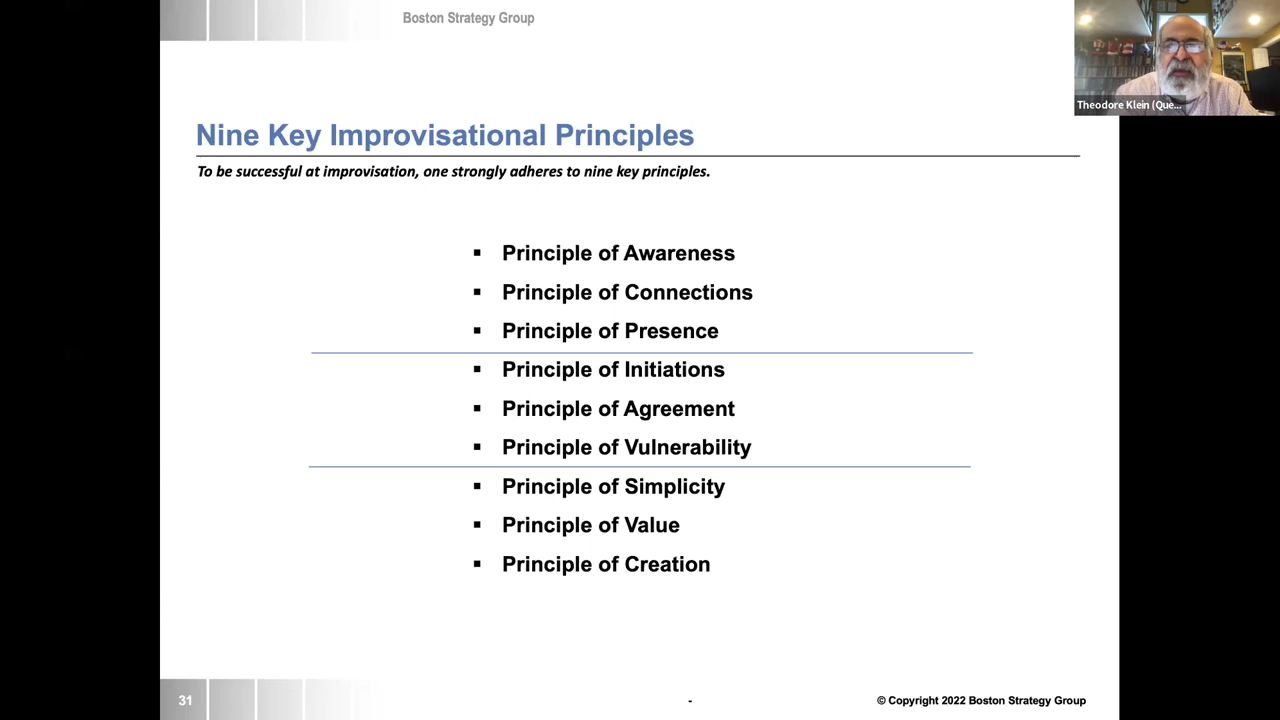 Boston Strategy Group
Theodore Klein (Que...
Nine Key Improvisational Principles
To be successful at improvisation, one strongly adheres to nine key principles.
▪ Principle of Awareness
▪ Principle of Connections
▪ Principle of Presence
▪ Principle of Initiations
▪ Principle of Agreement
▪ Principle of Vulnerability
▪ Principle of Simplicity
▪ Principle of Value
▪ Principle of Creation
31
-
© Copyright 2022 Boston Strategy Group